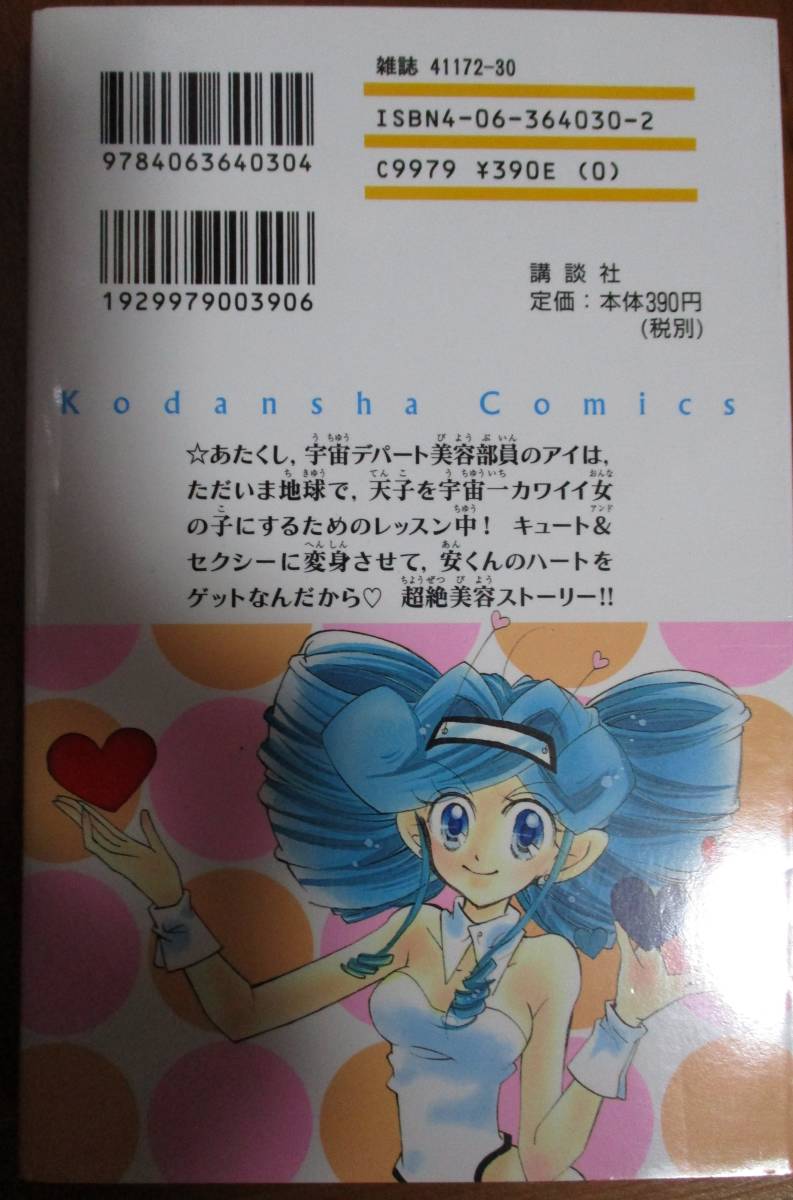 雑誌 41172-30
ISBN4-06-364030-2
C9979 ¥390E (0)
9784063640304
1929979003906
講談社
定価：本体390円
(税別)
Kodansha Comics
☆あたくし，宇宙デパート美容部員のアイは，
ただいま地球で，天子を宇宙一カワイイ女
の子にするためのレッスン中！ キュート&
セクシーに変身させて，安くんのハートを
ゲットなんだから♡ 超絶美容ストーリー!!